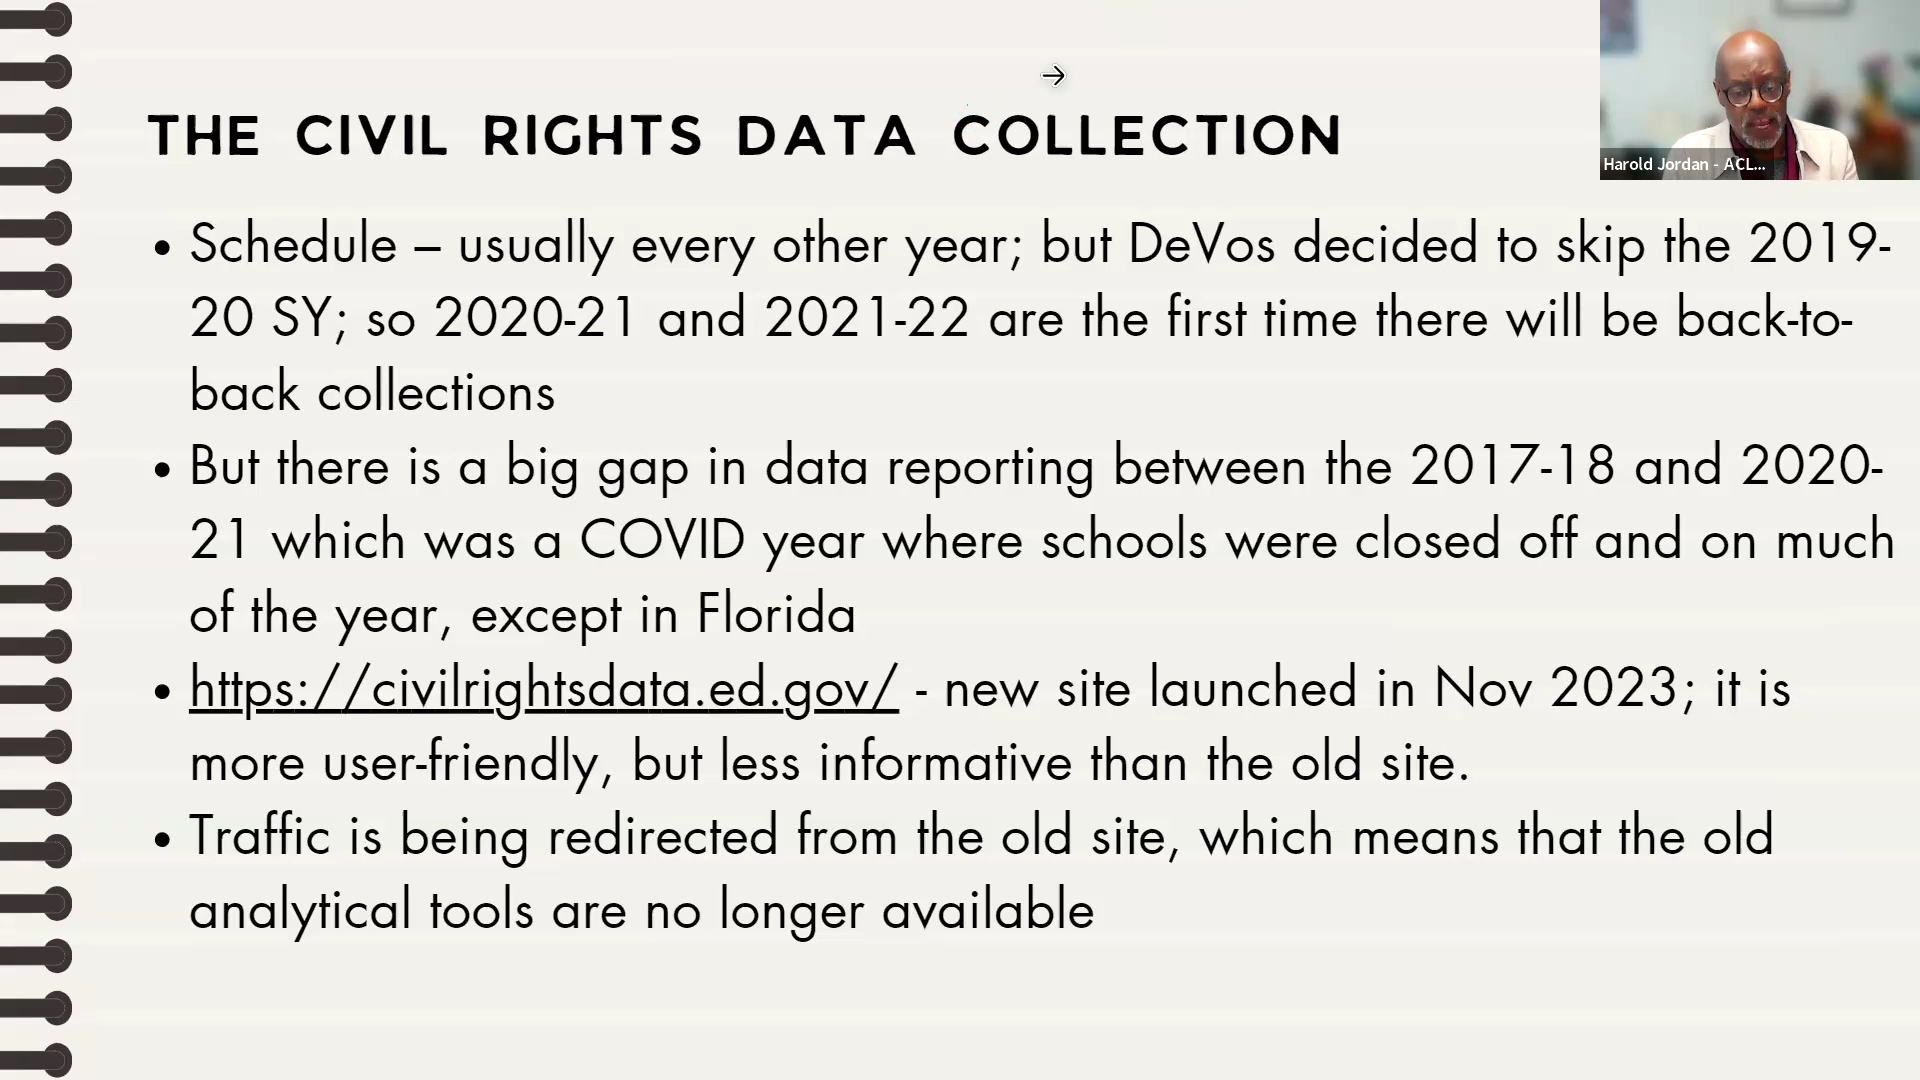 THE CIVIL RIGHTS DATA COLLECTION
Harold Jordan - ACL...
• Schedule – usually every other year; but DeVos decided to skip the 2019-
20 SY; so 2020-21 and 2021-22 are the first time there will be back-to-
back collections
• But there is a big gap in data reporting between the 2017-18 and 2020-
21 which was a COVID year where schools were closed off and on much
of the year, except in Florida
• https://civilrightsdata.ed.gov/ - new site launched in Nov 2023; it is
more user-friendly, but less informative than the old site.
• Traffic is being redirected from the old site, which means that the old
analytical tools are no longer available